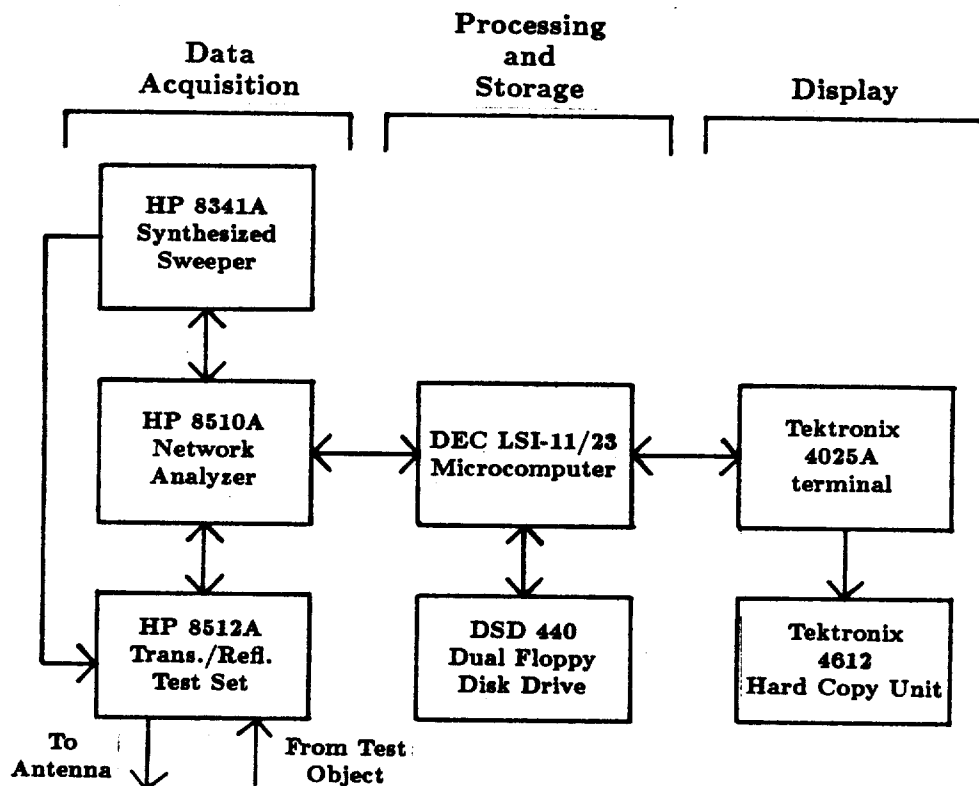 Data
Acquisition
Processing
and
Storage
Display
HP 8341A
Synthesized
Sweeper
HP 8510A
Network
Analyzer
DEC LSI-11/23
Microcomputer
Tektronix
4025A
terminal
HP 8512A
Trans./Refl.
Test Set
DSD 440
Dual Floppy
Disk Drive
Tektronix
4612
Hard Copy Unit
To
Antenna
From Test
Object